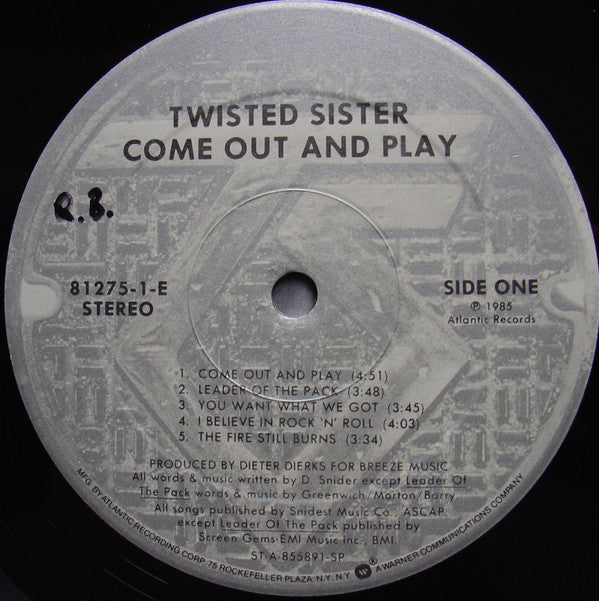 TWISTED SISTER
COME OUT AND PLAY
R.B.
81275-1-E
STEREO
SIDE ONE
℗ 1985
Atlantic Records
1. COME OUT AND PLAY (4:51)
2. LEADER OF THE PACK (3:48)
3. YOU WANT WHAT WE GOT (3:45)
4. I BELIEVE IN ROCK 'N' ROLL (4:03)
5. THE FIRE STILL BURNS (3:34)
PRODUCED BY DIETER DIERKS FOR BREEZE MUSIC
All words & music written by D. Snider except Leader Of
The Pack words & music by Greenwich/Morton/Barry.
All songs published by Snidest Music Co., ASCAP
except Leader Of The Pack published by
Screen Gems-EMI Music Inc., BMI.
ST-A-855891-SP
MFG BY ATLANTIC RECORDING CORP 75 ROCKEFELLER PLAZA, N.Y. N.Y. ® A WARNER COMMUNICATIONS COMPANY